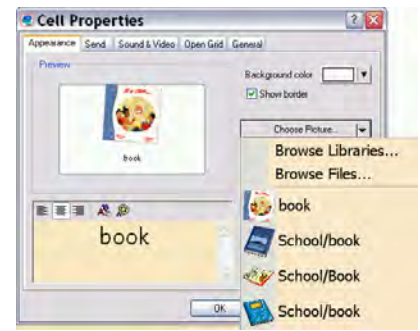 Cell Properties
Appearance Send Sound & Video Open Grid General
Preview
book
Background color
Show border
Choose Picture...
Browse Libraries...
Browse Files...
book
School/book
School/Book
School/book
book
OK